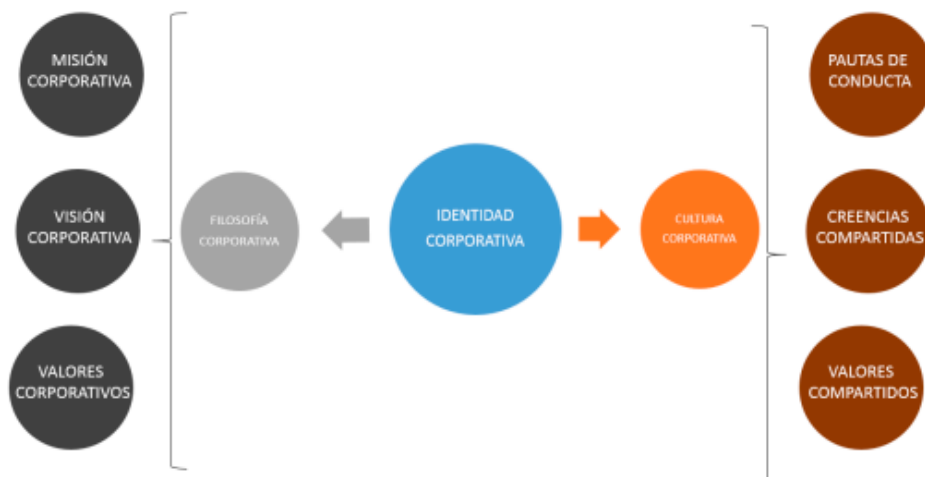 MISIÓN
CORPORATIVA
VISIÓN
CORPORATIVA
VALORES
CORPORATIVOS
FILOSOFÍA
CORPORATIVA
IDENTIDAD
CORPORATIVA
CULTURA
CORPORATIVA
PAUTAS DE
CONDUCTA
CREENCIAS
COMPARTIDAS
VALORES
COMPARTIDOS